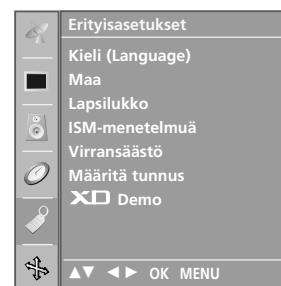 Erityisasetukset
Kieli (Language)
Maa
Lapsilukko
ISM-menetelmuä
Virransäästö
Määritä tunnus
XD Demo
▲▼ ◄► OK MENU